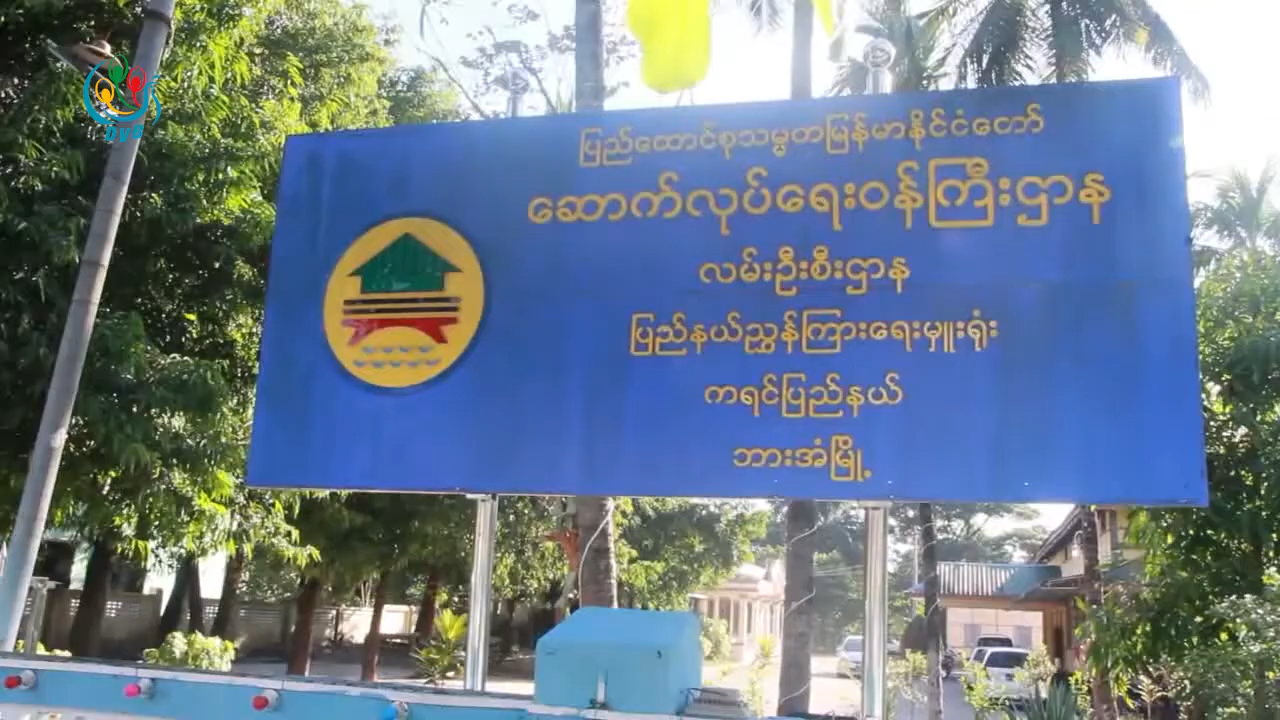 dvb
ပြည်ထောင်စုသမ္မတမြန်မာနိုင်ငံတော်
ဆောက်လုပ်ရေးဝန်ကြီးဌာန
လမ်းဦးစီးဌာန
ပြည်နယ်ညွှန်ကြားရေးမှူးရုံး
ကရင်ပြည်နယ်
ဘားအံမြို့